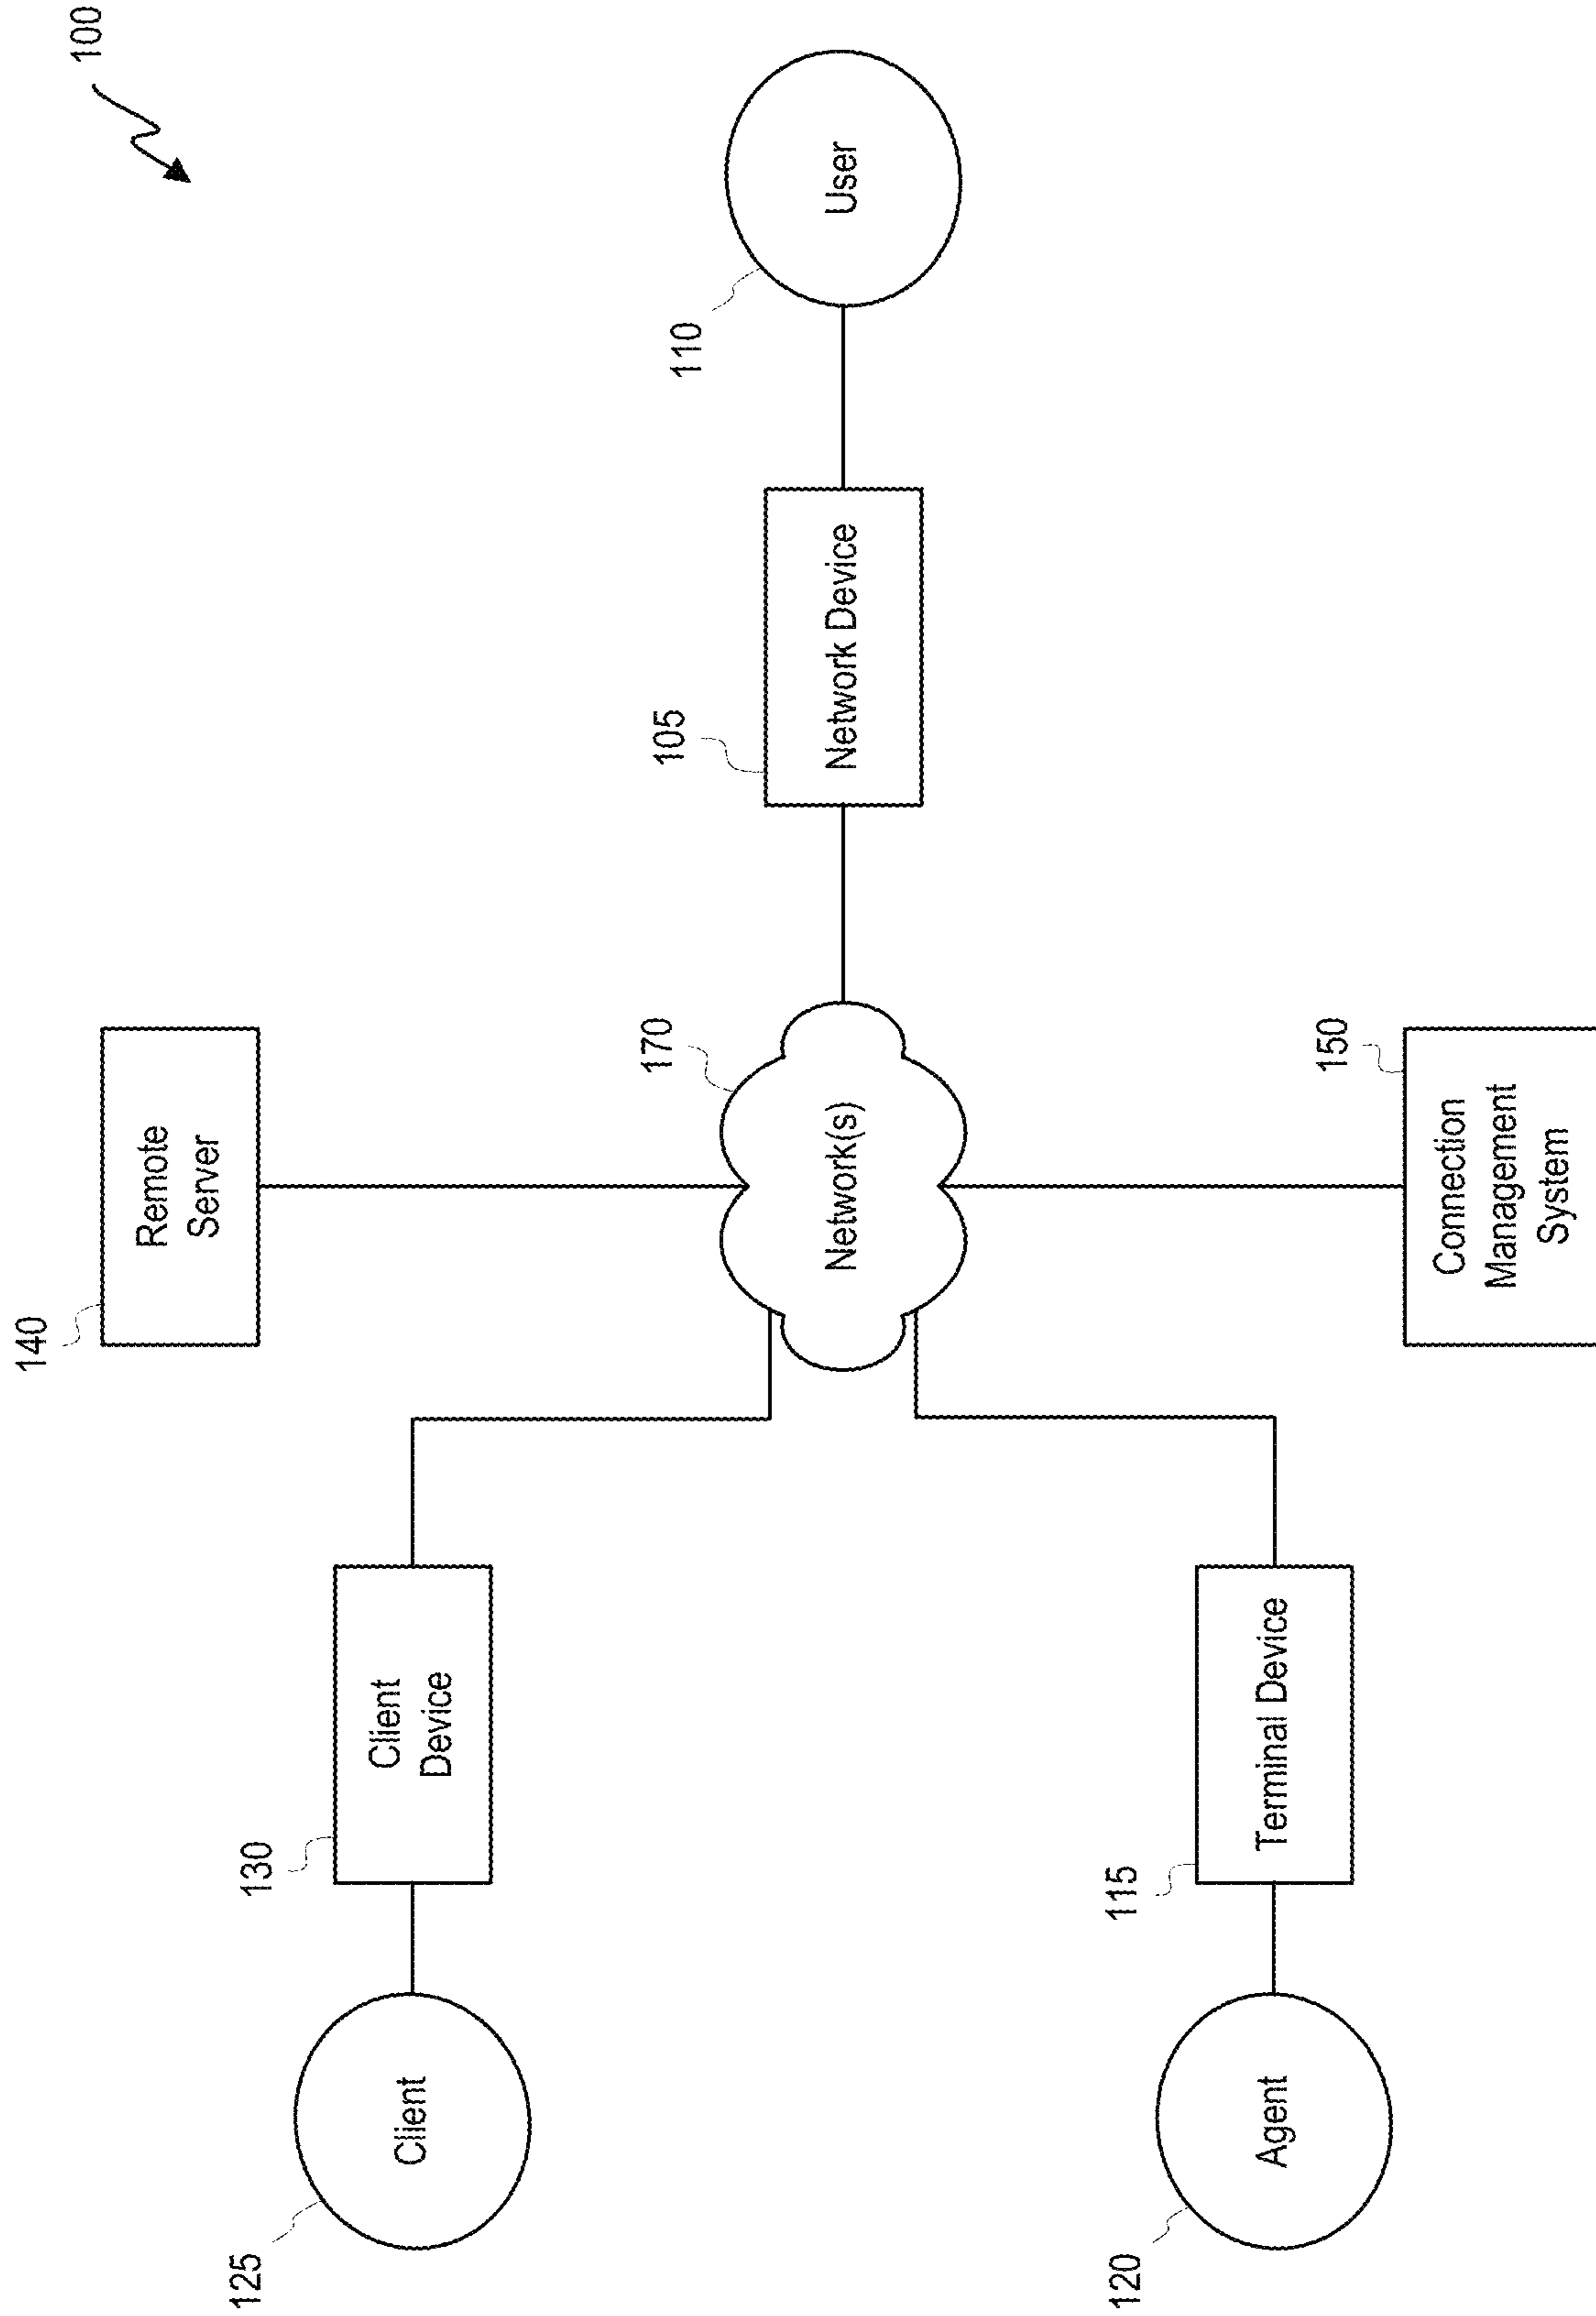 100
140
Remote
Server
125
Client
130
Client
Device
170
Network(s)
105
Network Device
110
User
120
Agent
115
Terminal Device
150
Connection
Management
System